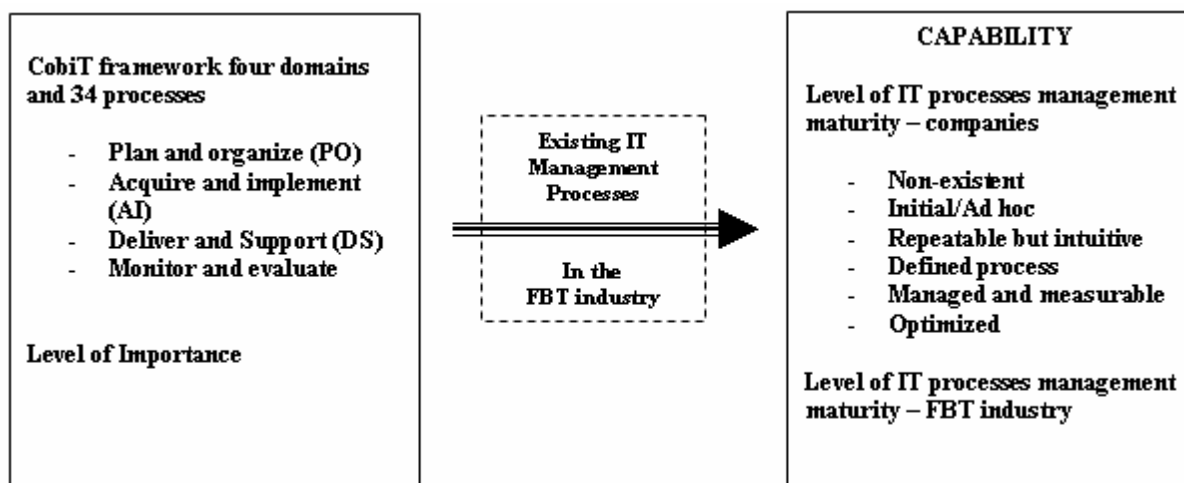 CobiT framework four domains
and 34 processes
- Plan and organize (PO)
- Acquire and implement
(AI)
- Deliver and Support (DS)
- Monitor and evaluate
Level of Importance
Existing IT
Management
Processes
In the
FBT industry
CAPABILITY
Level of IT processes management
maturity – companies
- Non-existent
- Initial/Ad hoc
- Repeatable but intuitive
- Defined process
- Managed and measurable
- Optimized
Level of IT processes management
maturity – FBT industry